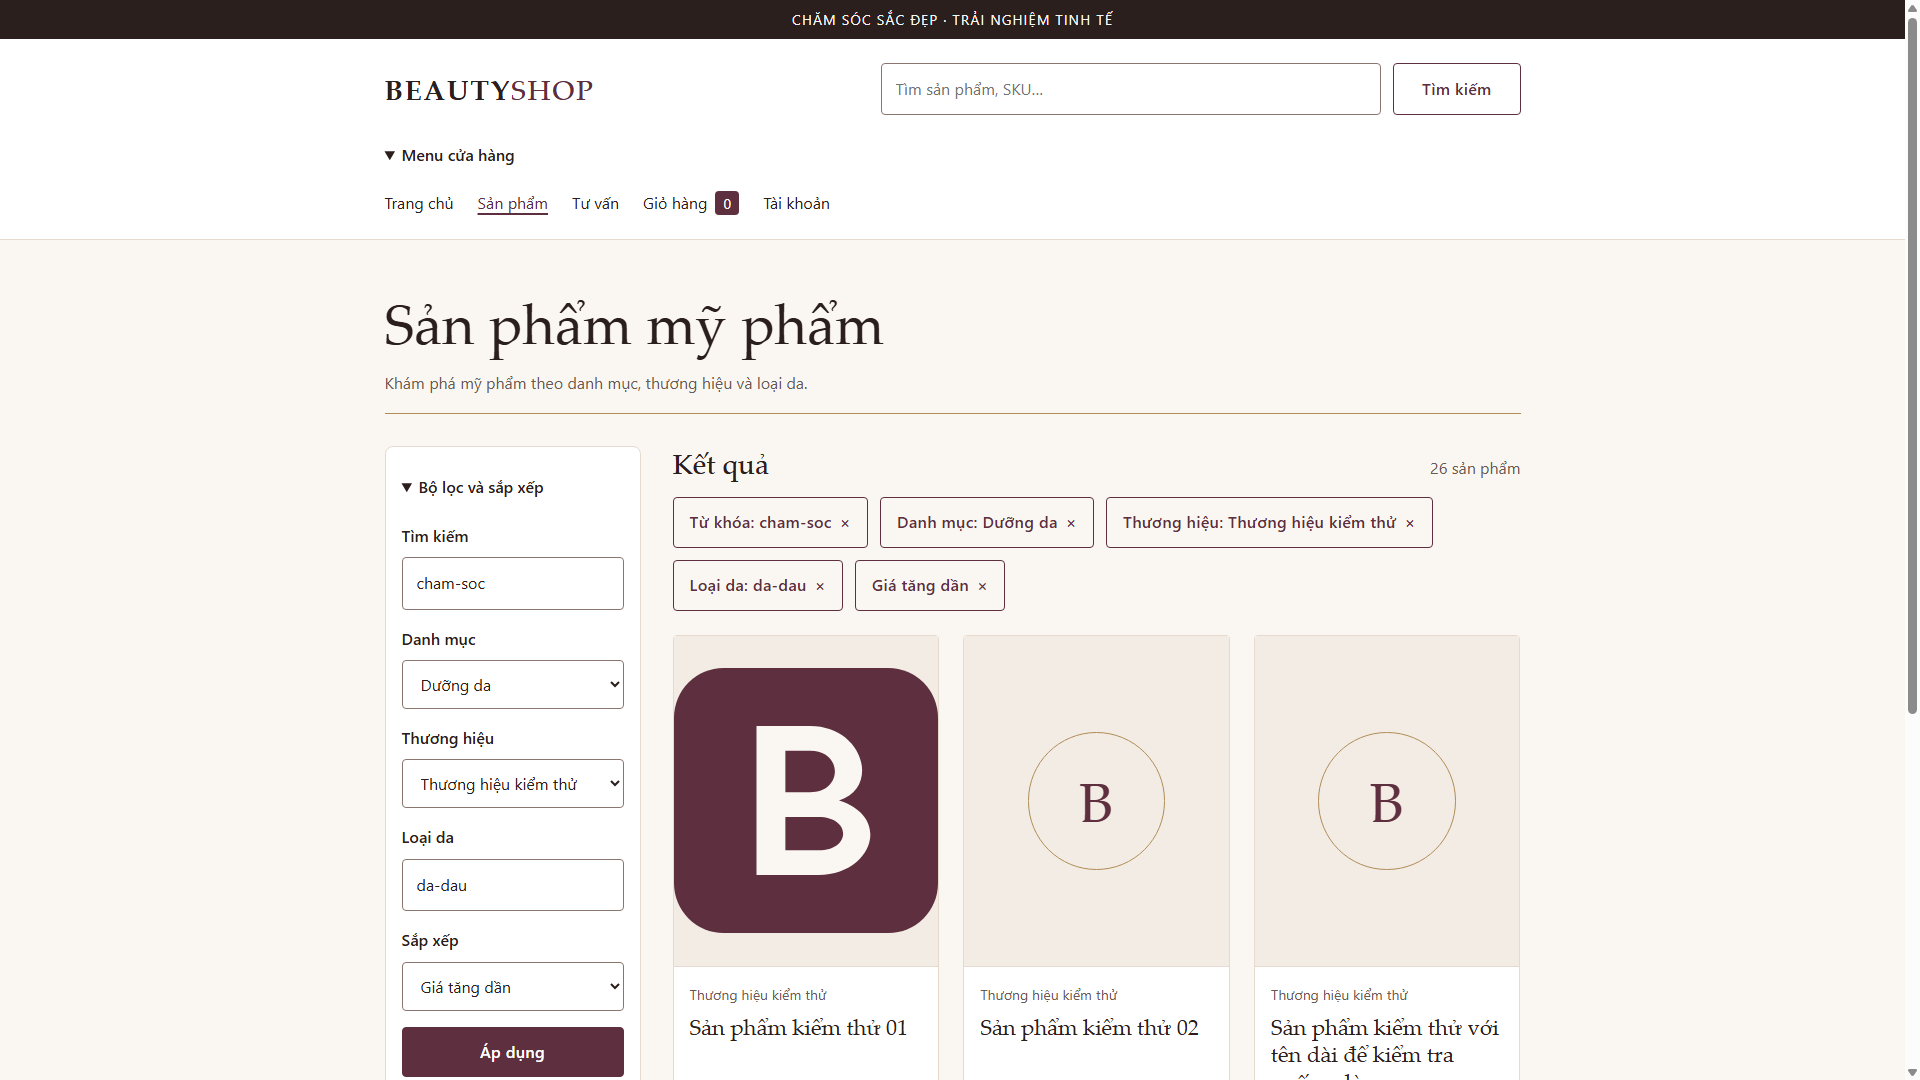 CHĂM SÓC SẮC ĐẸP · TRẢI NGHIỆM TINH TẾ
BEAUTYSHOP
Tìm sản phẩm, SKU...
Tìm kiếm
▼ Menu cửa hàng
Trang chủ Sản phẩm Tư vấn Giỏ hàng 0 Tài khoản
Sản phẩm mỹ phẩm
Khám phá mỹ phẩm theo danh mục, thương hiệu và loại da.
▼ Bộ lọc và sắp xếp
Tìm kiếm
cham-soc
Danh mục
Dưỡng da
Thương hiệu
Thương hiệu kiểm thử
Loại da
da-dau
Sắp xếp
Giá tăng dần
Áp dụng
Kết quả
26 sản phẩm
Từ khóa: cham-soc ×
Danh mục: Dưỡng da ×
Thương hiệu: Thương hiệu kiểm thử ×
Loại da: da-dau ×
Giá tăng dần ×
B
Thương hiệu kiểm thử
Sản phẩm kiểm thử 01
B
Thương hiệu kiểm thử
Sản phẩm kiểm thử 02
B
Thương hiệu kiểm thử
Sản phẩm kiểm thử với
tên dài để kiểm tra